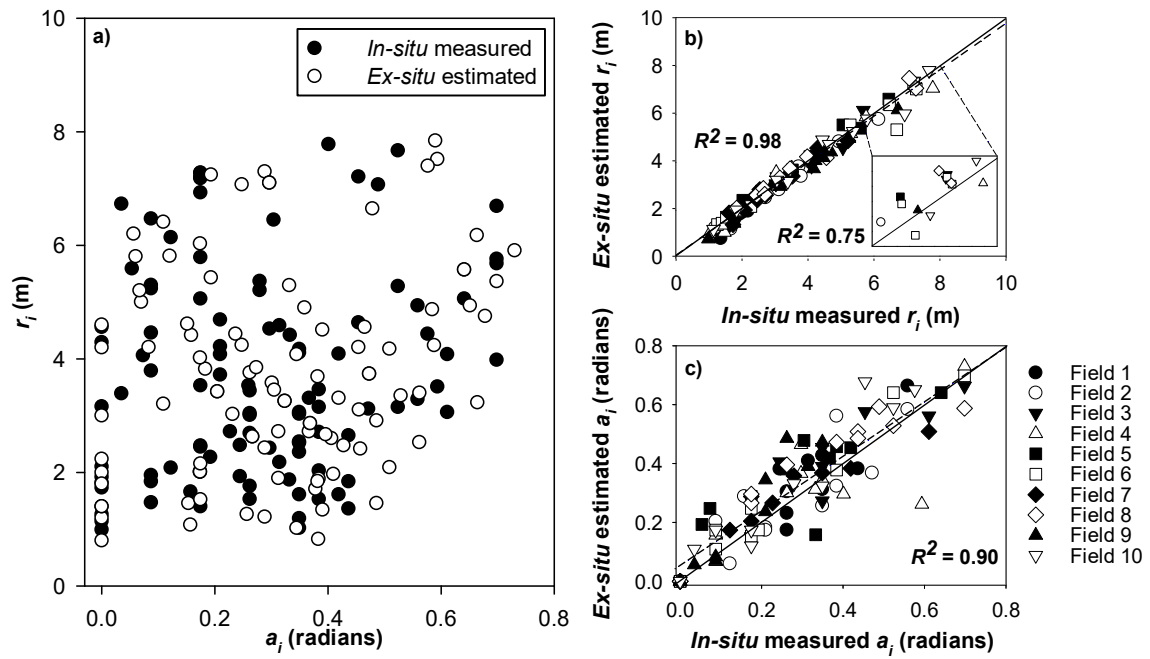 a)
In-situ measured
Ex-situ estimated
10
8
6
4
2
0
r_i (m)
0.0 0.2 0.4 0.6 0.8
a_i (radians)
b)
10
8
6
4
2
0
Ex-situ estimated r_i (m)
R² = 0.98
R² = 0.75
0 2 4 6 8 10
In-situ measured r_i (m)
c)
0.8
0.6
0.4
0.2
0.0
Ex-situ estimated a_i (radians)
R² = 0.90
0.0 0.2 0.4 0.6 0.8
In-situ measured a_i (radians)
Field 1
Field 2
Field 3
Field 4
Field 5
Field 6
Field 7
Field 8
Field 9
Field 10